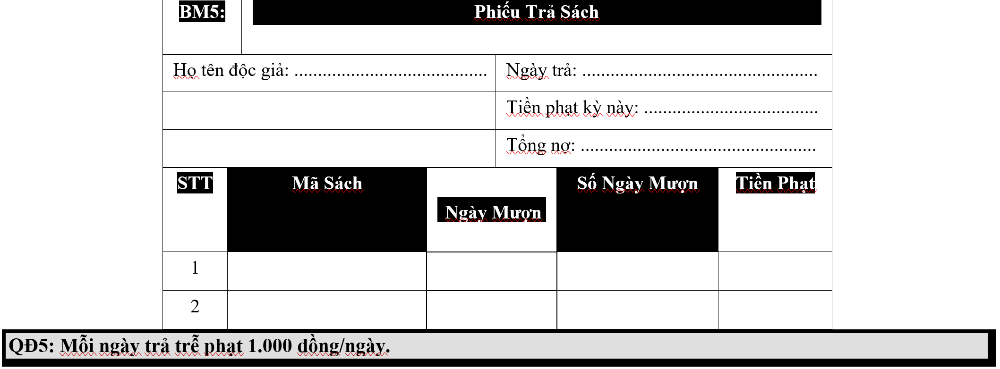 BM5: Phiếu Trả Sách
Họ tên độc giả: ......................................... Ngày trả: ..................................................
Tiền phạt kỳ này: .....................................
Tổng nợ: ..................................................
STT Mã Sách Ngày Mượn Số Ngày Mượn Tiền Phạt
1
2
QĐ5: Mỗi ngày trả trễ phạt 1.000 đồng/ngày.